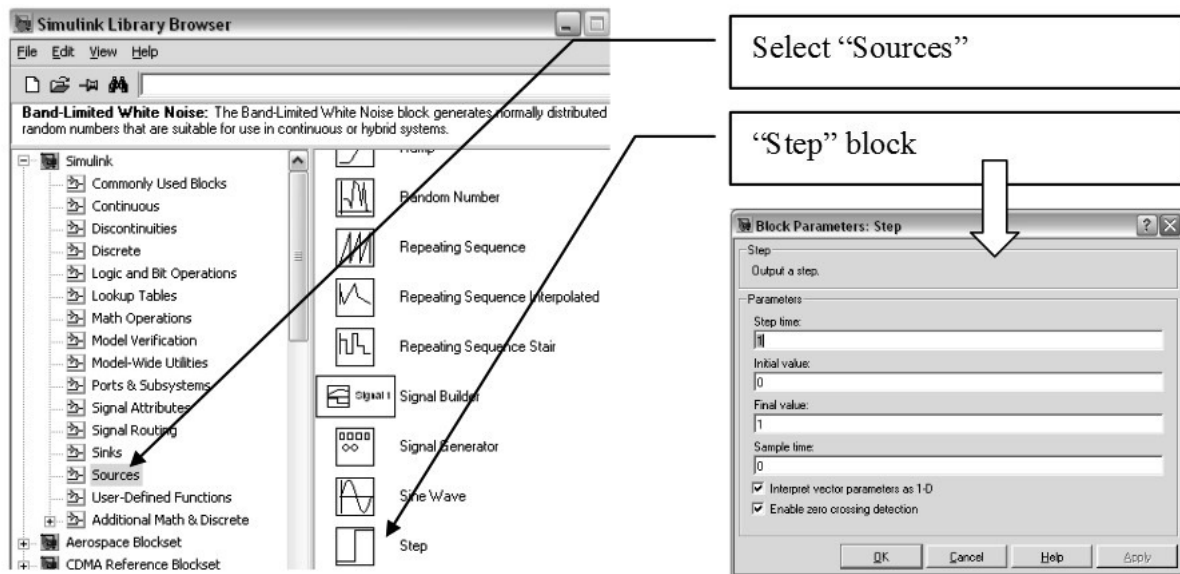 Simulink Library Browser
File Edit View Help
Band-Limited White Noise: The Band-Limited White Noise block generates normally distributed
random numbers that are suitable for use in continuous or hybrid systems.
Simulink
Commonly Used Blocks
Continuous
Discontinuities
Discrete
Logic and Bit Operations
Lookup Tables
Math Operations
Model Verification
Model-Wide Utilities
Ports & Subsystems
Signal Attributes
Signal Routing
Sinks
Sources
User-Defined Functions
Additional Math & Discrete
Aerospace Blockset
CDMA Reference Blockset
Ramp
Random Number
Repeating Sequence
Repeating Sequence Interpolated
Repeating Sequence Stair
Signal 1 Signal Builder
Signal Generator
Sine Wave
Step
Select “Sources”
“Step” block
Block Parameters: Step
Step
Output a step.
Parameters
Step time:
1
Initial value:
0
Final value:
1
Sample time:
0
Interpret vector parameters as 1-D
Enable zero crossing detection
OK Cancel Help Apply